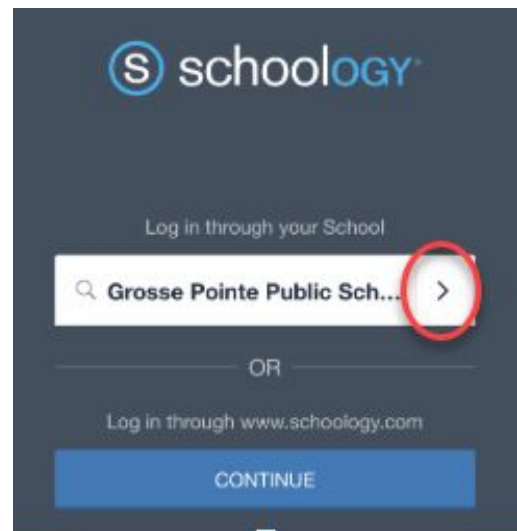 S schoology
Log in through your School
Grosse Pointe Public Sch...
OR
Log in through www.schoology.com
CONTINUE